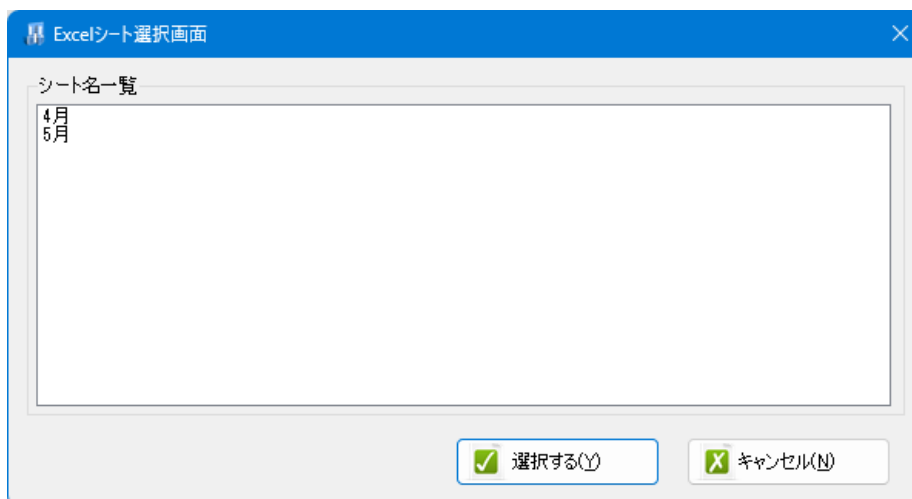 Excelシート選択画面
シート名一覧
4月
5月
選択する(Y)
キャンセル(N)